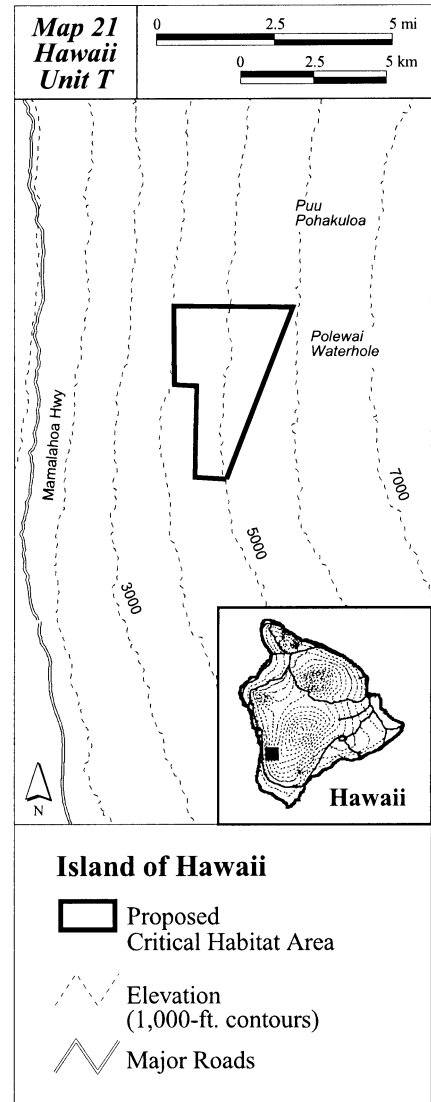 Map 21
Hawaii
Unit T
0 2.5 5 mi
0 2.5 5 km
Puu
Pohakuloa
Polewai
Waterhole
Mamalahoa Hwy
7000
5000
3000
N
Hawaii
Island of Hawaii
Proposed
Critical Habitat Area
Elevation
(1,000-ft. contours)
Major Roads